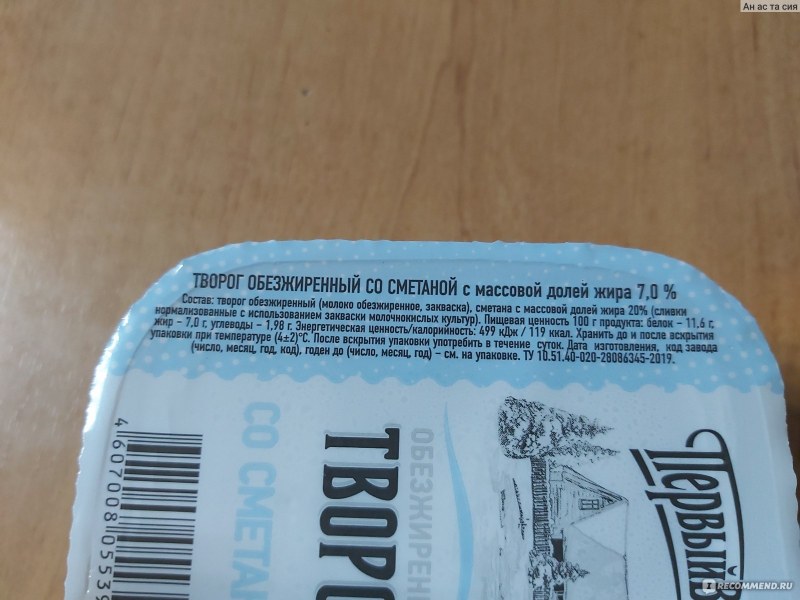 Ан ас та сия
ТВОРОГ ОБЕЗЖИРЕННЫЙ СО СМЕТАНОЙ с массовой долей жира 7,0 %
Состав: творог обезжиренный (молоко обезжиренное, закваска), сметана с массовой долей жира 20% (сливки
нормализованные с использованием закваски молочнокислых культур). Пищевая ценность 100 г продукта: белок – 11,6 г,
жир – 7,0 г, углеводы – 1,98 г. Энергетическая ценность/калорийность: 499 кДж / 119 ккал. Хранить до и после вскрытия
упаковки при температуре (4±2)°С. После вскрытия упаковки употребить в течение суток. Дата изготовления, код завода
(число, месяц, год, код), годен до (число, месяц, год) – см. на упаковке. ТУ 10.51.40-020-28086345-2019.
4 607008 0553
СО СМЕТАН
ТВОРО
ОБЕЗЖИРЕН
Первый
IRECOMMEND.RU